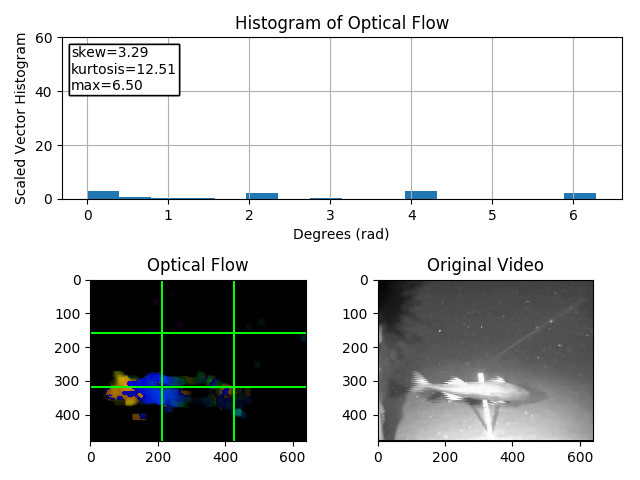 Histogram of Optical Flow
Scaled Vector Histogram
60
40
20
0
skew=3.29
kurtosis=12.51
max=6.50
0 1 2 3 4 5 6
Degrees (rad)
Optical Flow
0
100
200
300
400
0 200 400 600
Original Video
0
100
200
300
400
0 200 400 600